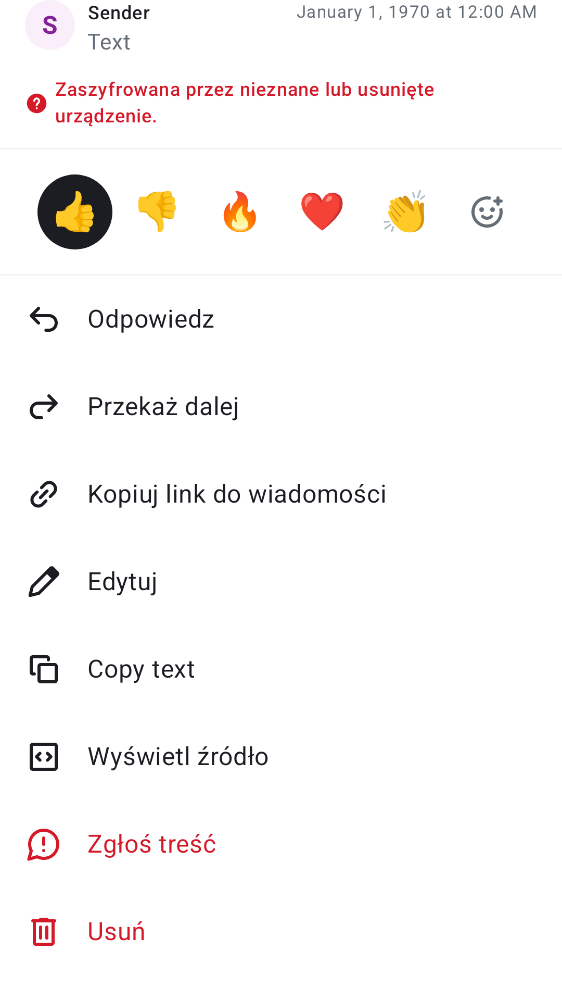 S
Sender
January 1, 1970 at 12:00 AM
Text
Zaszyfrowana przez nieznane lub usunięte
urządzenie.
Odpowiedz
Przekaż dalej
Kopiuj link do wiadomości
Edytuj
Copy text
Wyświetl źródło
Zgłoś treść
Usuń